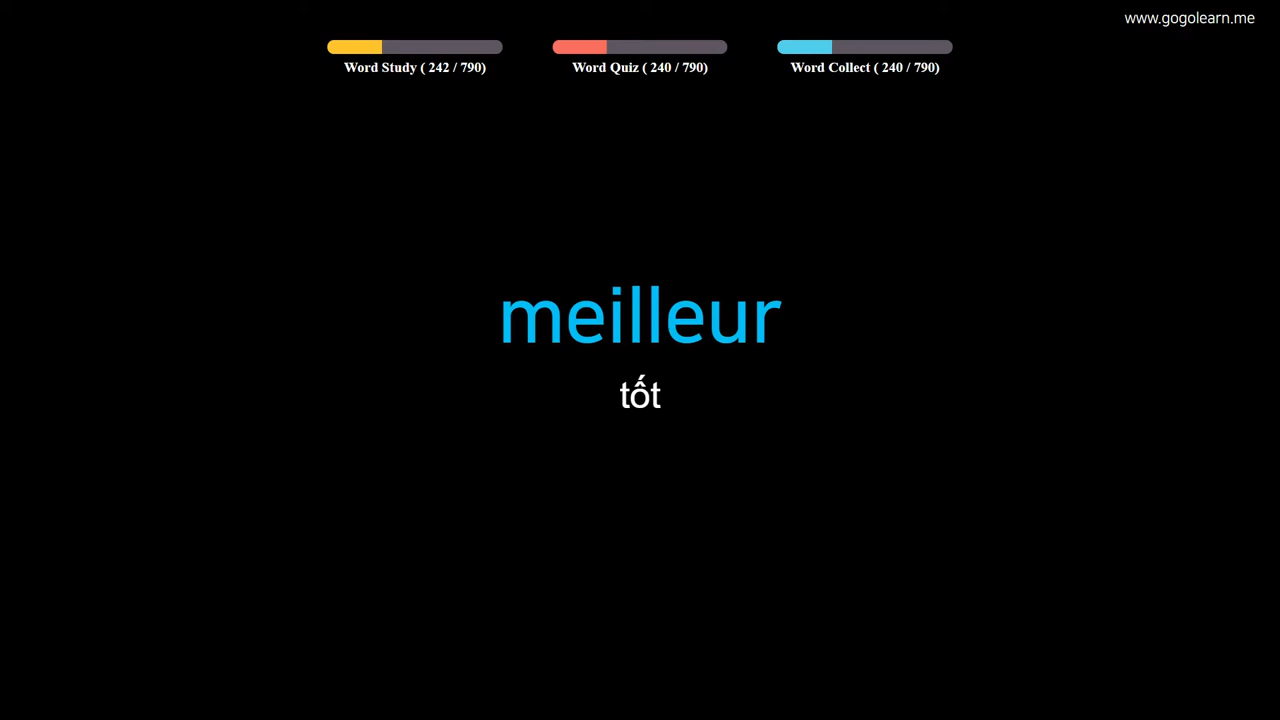 www.gogolearn.me
Word Study ( 242 / 790)
Word Quiz ( 240 / 790)
Word Collect ( 240 / 790)
meilleur
tốt